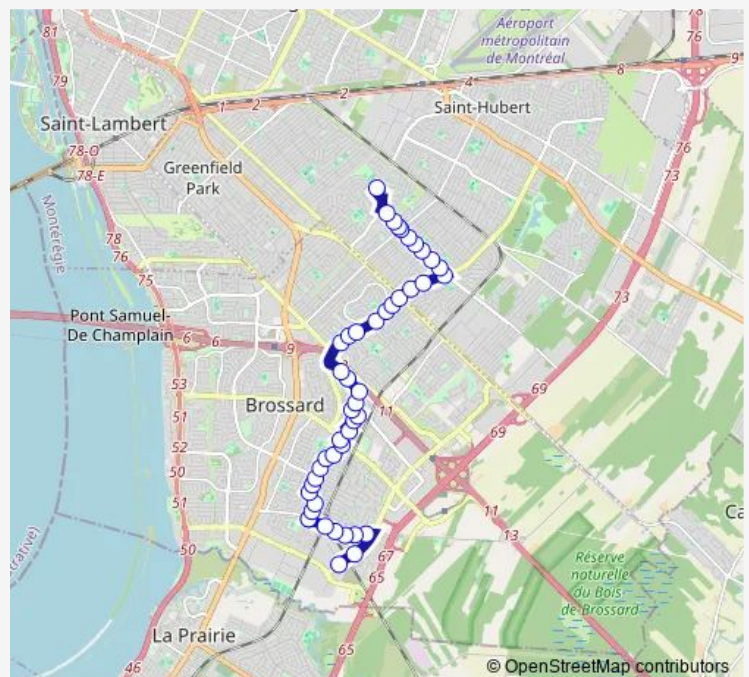 81
78
76
Aéroport
métropolitain
de Montréal
9
8
4
79
1
2
2
Saint-Hubert
Saint-Lambert
78-O
78-E
Greenfield
Park
76
73
Montérégie
78
76
75
73
Pont Samuel-
De Champlain
6
6
9
53
69
51
Brossard
11
69
52
50
51
11
13
Ca
strative)
50
67
65
Réserve
naturelle
du Bois
de Brossard
La Prairie
65
46
© OpenStreetMap contributors